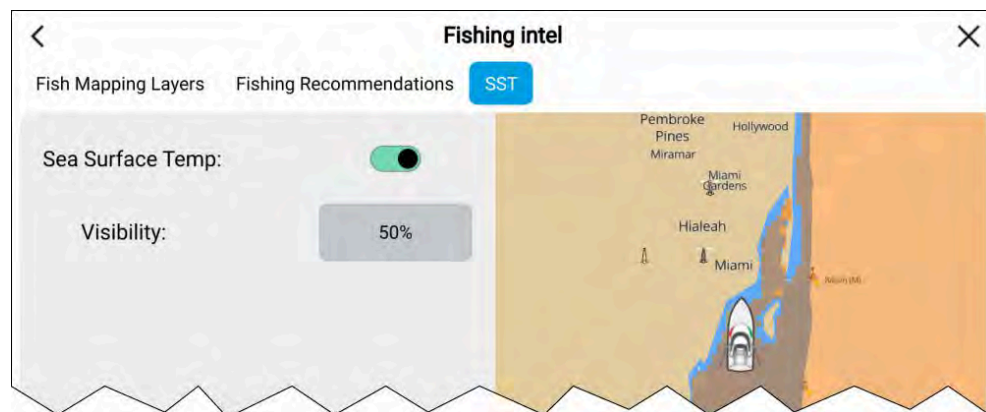 Fishing intel
Fish Mapping Layers Fishing Recommendations SST
Sea Surface Temp:
Visibility: 50%
Pembroke
Pines
Hollywood
Miramar
Miami
Gardens
Hialeah
Miami